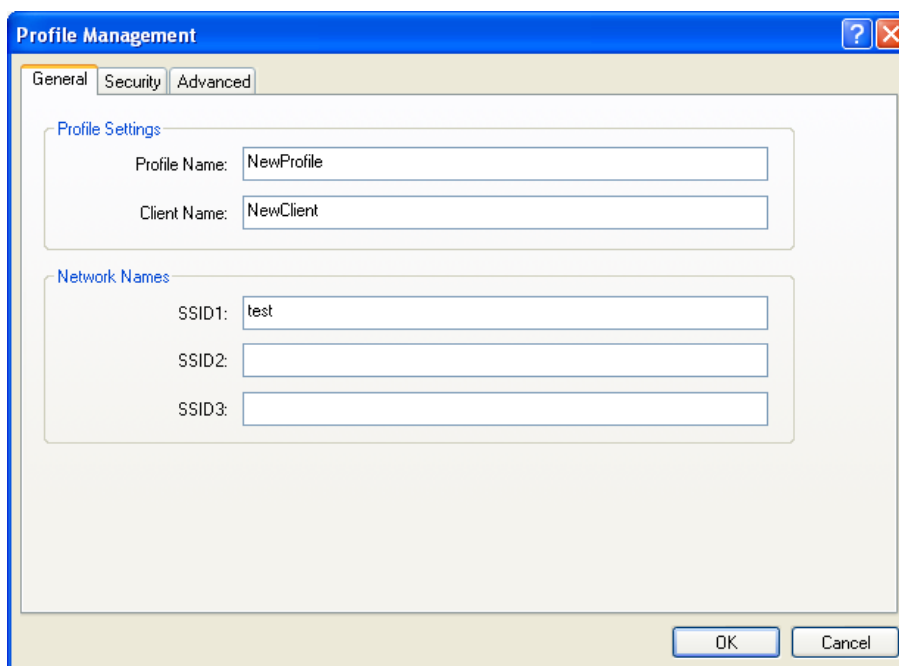 Profile Management
?
General Security Advanced
Profile Settings
Profile Name: NewProfile
Client Name: NewClient
Network Names
SSID1: test
SSID2:
SSID3:
OK Cancel